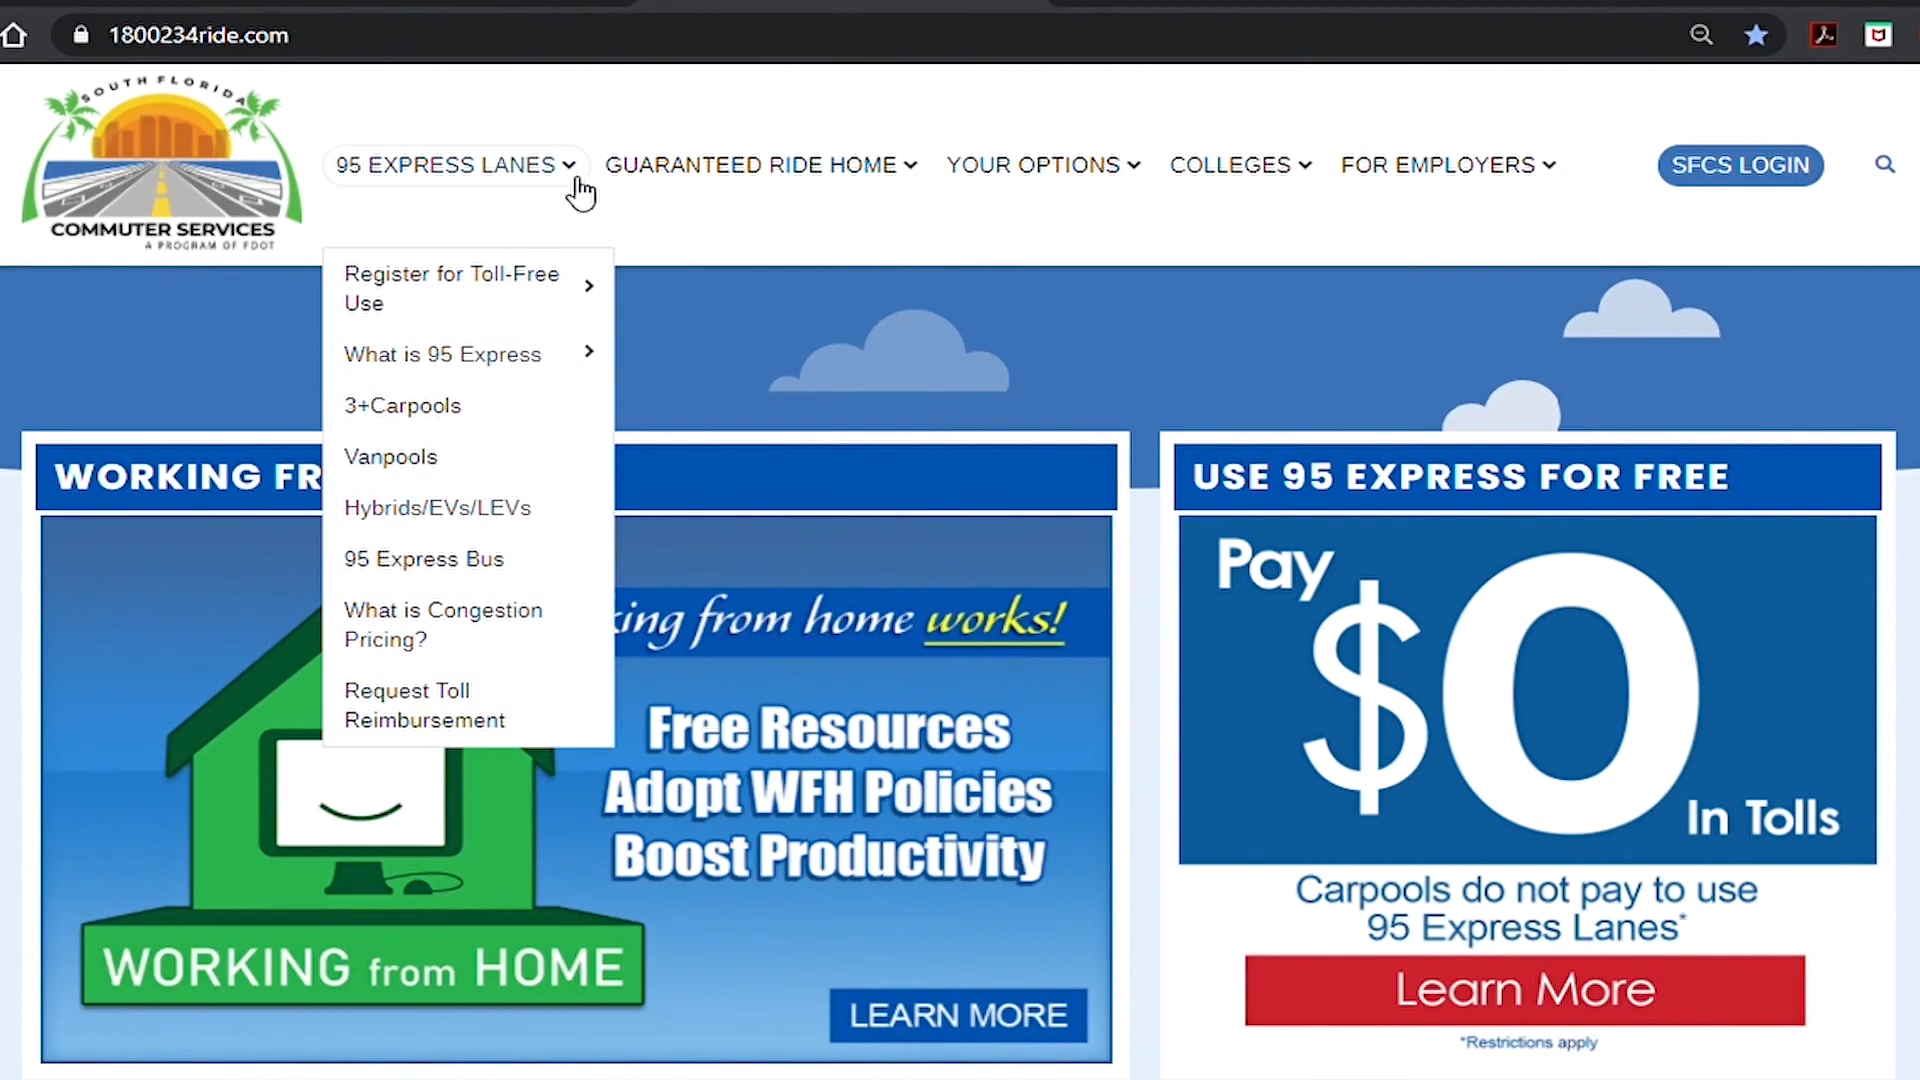 1800234ride.com
SOUTH FLORIDA
COMMUTER SERVICES
A PROGRAM OF FDOT
95 EXPRESS LANES
GUARANTEED RIDE HOME
YOUR OPTIONS
COLLEGES
FOR EMPLOYERS
SFCS LOGIN
Register for Toll-Free
Use
What is 95 Express
3+Carpools
Vanpools
Hybrids/EVs/LEVs
95 Express Bus
What is Congestion
Pricing?
Request Toll
Reimbursement
WORKING FR
king from home works!
Free Resources
Adopt WFH Policies
Boost Productivity
WORKING from HOME
LEARN MORE
USE 95 EXPRESS FOR FREE
Pay
$0
In Tolls
Carpools do not pay to use
95 Express Lanes*
Learn More
*Restrictions apply